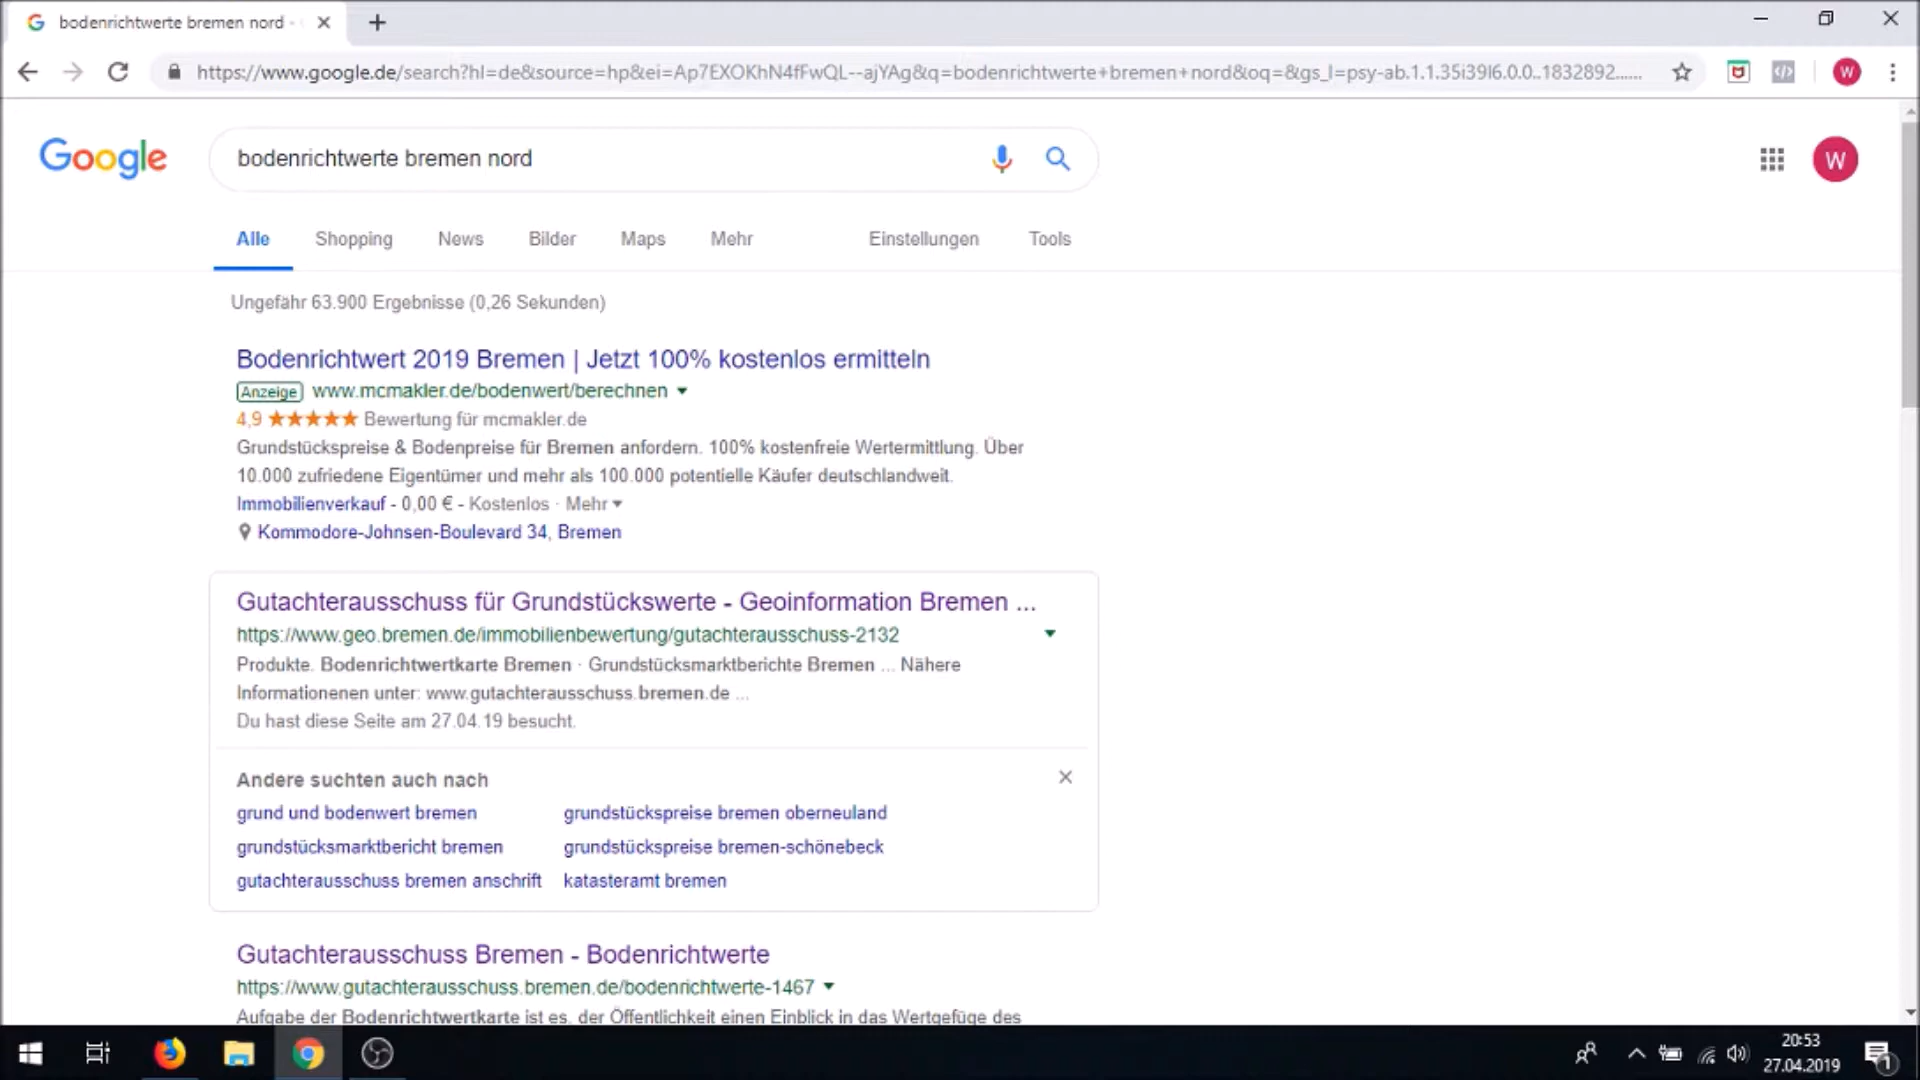 bodenrichtwerte bremen nord -
https://www.google.de/search?hl=de&source=hp&ei=Ap7EXOKhN4fFwQL--ajYAg&q=bodenrichtwerte+bremen+nord&oq=&gs_l=psy-ab.1.1.35i39l6.0.0..1832892......
W
Google
bodenrichtwerte bremen nord
W
Alle Shopping News Bilder Maps Mehr Einstellungen Tools
Ungefähr 63.900 Ergebnisse (0,26 Sekunden)
Bodenrichtwert 2019 Bremen | Jetzt 100% kostenlos ermitteln
Anzeige www.mcmakler.de/bodenwert/berechnen
4,9 ★★★★★ Bewertung für mcmakler.de
Grundstückspreise & Bodenpreise für Bremen anfordern. 100% kostenfreie Wertermittlung. Über
10.000 zufriedene Eigentümer und mehr als 100.000 potentielle Käufer deutschlandweit.
Immobilienverkauf - 0,00 € - Kostenlos · Mehr
Kommodore-Johnsen-Boulevard 34, Bremen
Gutachterausschuss für Grundstückswerte - Geoinformation Bremen ...
https://www.geo.bremen.de/immobilienbewertung/gutachterausschuss-2132
Produkte. Bodenrichtwertkarte Bremen · Grundstücksmarktberichte Bremen ... Nähere
Informationenen unter: www.gutachterausschuss.bremen.de ...
Du hast diese Seite am 27.04.19 besucht.
Andere suchten auch nach
grund und bodenwert bremen grundstückspreise bremen oberneuland
grundstücksmarktbericht bremen grundstückspreise bremen-schönebeck
gutachterausschuss bremen anschrift katasteramt bremen
Gutachterausschuss Bremen - Bodenrichtwerte
https://www.gutachterausschuss.bremen.de/bodenrichtwerte-1467
Aufgabe der Bodenrichtwertkarte ist es, der Öffentlichkeit einen Einblick in das Wertgefüge des
20:53
27.04.2019
1